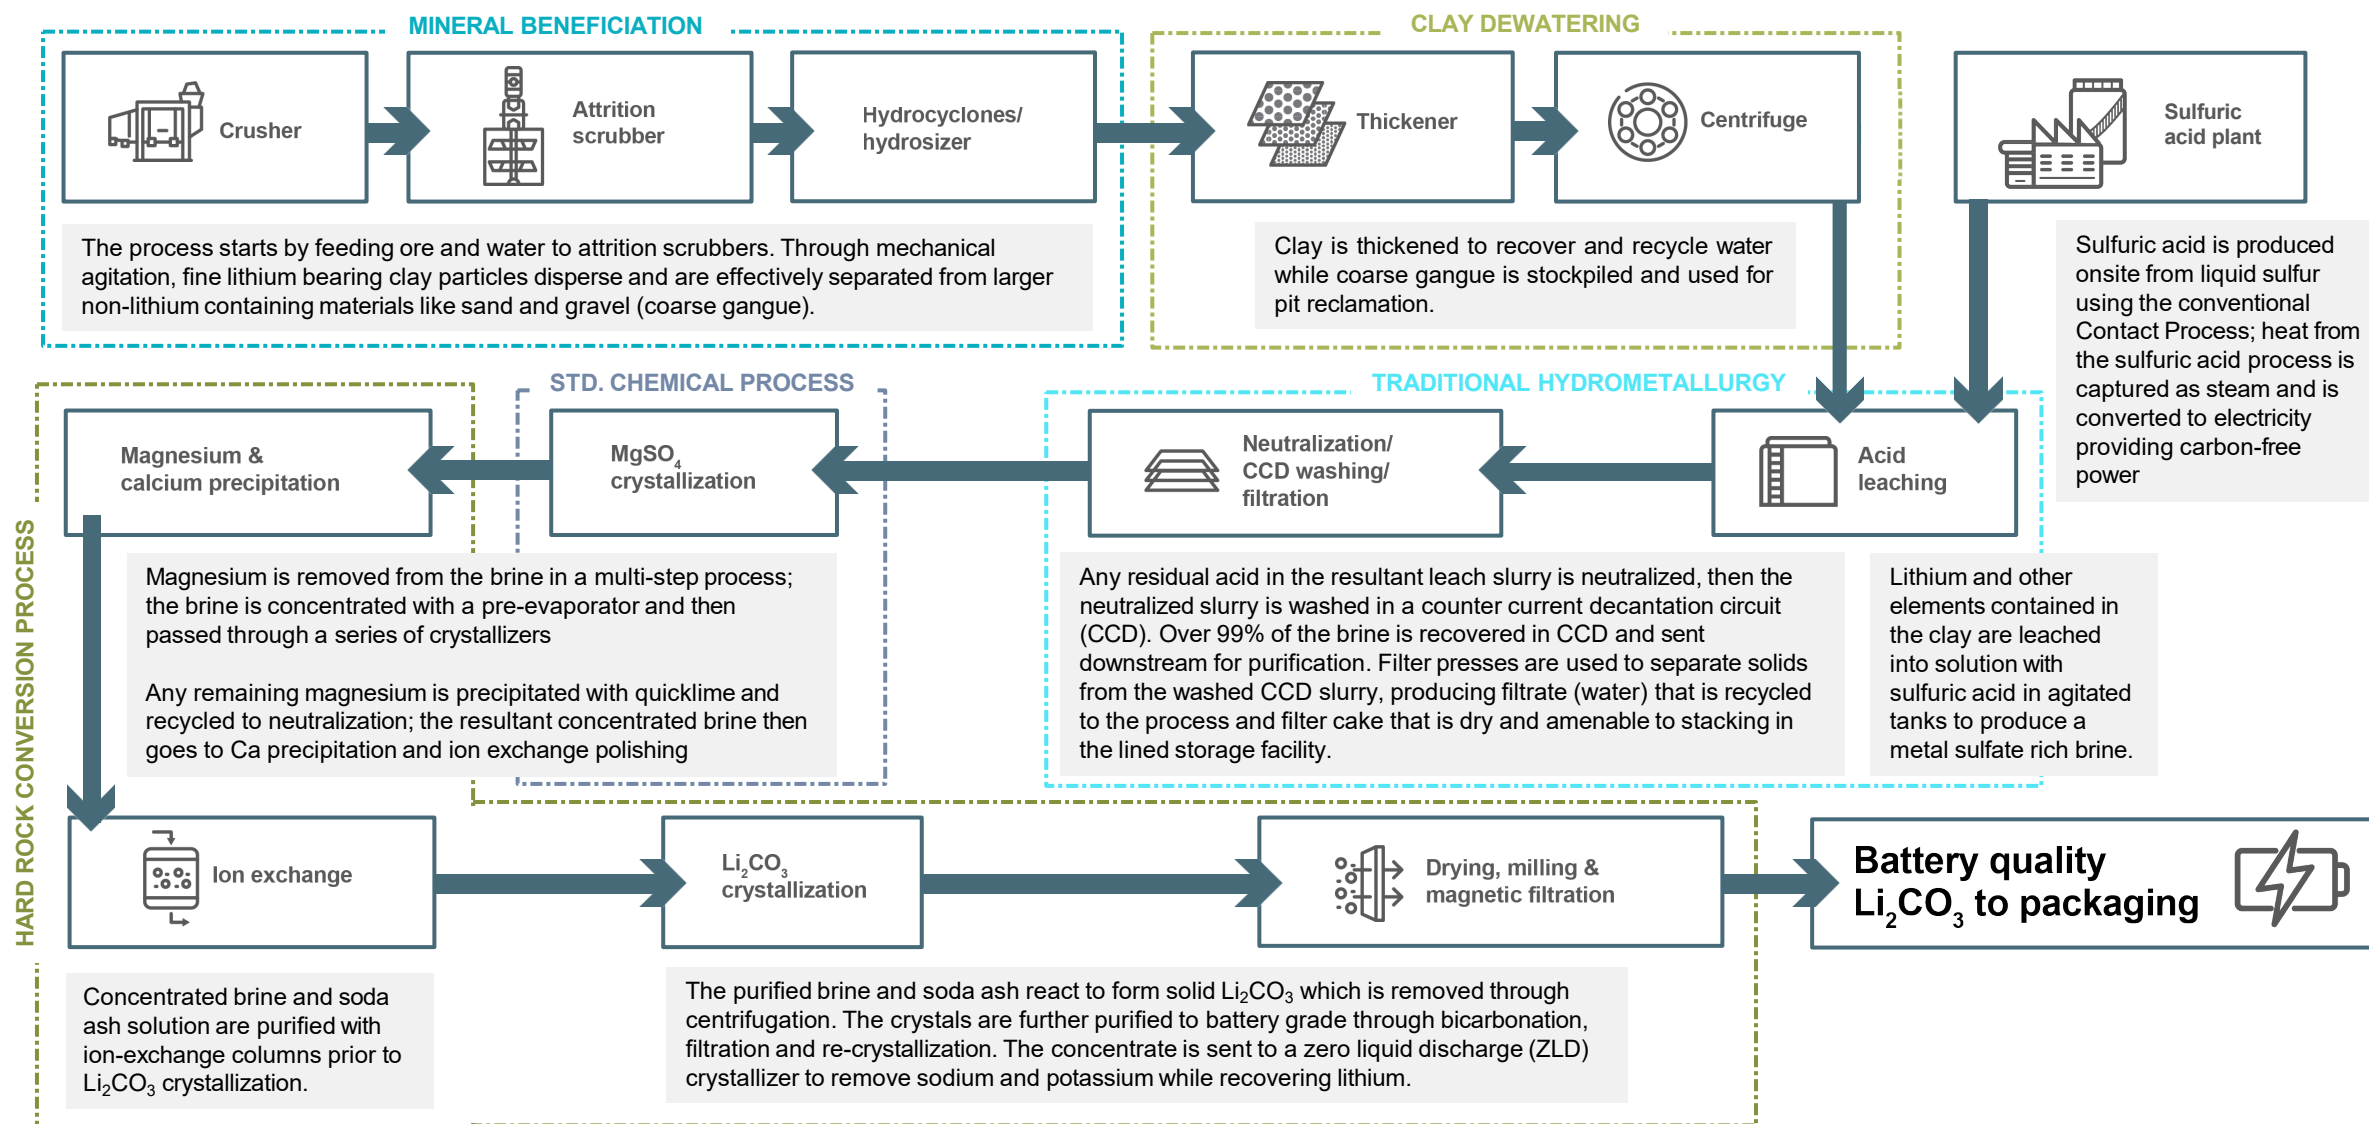 MINERAL BENEFICIATION
Crusher
Attrition
scrubber
Hydrocyclones/
hydrosizer
The process starts by feeding ore and water to attrition scrubbers. Through mechanical
agitation, fine lithium bearing clay particles disperse and are effectively separated from larger
non-lithium containing materials like sand and gravel (coarse gangue).
CLAY DEWATERING
Thickener
Centrifuge
Clay is thickened to recover and recycle water
while coarse gangue is stockpiled and used for
pit reclamation.
Sulfuric
acid plant
Sulfuric acid is produced
onsite from liquid sulfur
using the conventional
Contact Process; heat from
the sulfuric acid process is
captured as steam and is
converted to electricity
providing carbon-free
power
TRADITIONAL HYDROMETALLURGY
Acid
leaching
Lithium and other
elements contained in
the clay are leached
into solution with
sulfuric acid in agitated
tanks to produce a
metal sulfate rich brine.
Neutralization/
CCD washing/
filtration
Any residual acid in the resultant leach slurry is neutralized, then the
neutralized slurry is washed in a counter current decantation circuit
(CCD). Over 99% of the brine is recovered in CCD and sent
downstream for purification. Filter presses are used to separate solids
from the washed CCD slurry, producing filtrate (water) that is recycled
to the process and filter cake that is dry and amenable to stacking in
the lined storage facility.
STD. CHEMICAL PROCESS
MgSO₄
crystallization
HARD ROCK CONVERSION PROCESS
Magnesium &
calcium precipitation
Magnesium is removed from the brine in a multi-step process;
the brine is concentrated with a pre-evaporator and then
passed through a series of crystallizers
Any remaining magnesium is precipitated with quicklime and
recycled to neutralization; the resultant concentrated brine then
goes to Ca precipitation and ion exchange polishing
Ion exchange
Concentrated brine and soda
ash solution are purified with
ion-exchange columns prior to
Li₂CO₃ crystallization.
Li₂CO₃
crystallization
Drying, milling &
magnetic filtration
The purified brine and soda ash react to form solid Li₂CO₃ which is removed through
centrifugation. The crystals are further purified to battery grade through bicarbonation,
filtration and re-crystallization. The concentrate is sent to a zero liquid discharge (ZLD)
crystallizer to remove sodium and potassium while recovering lithium.
Battery quality
Li₂CO₃ to packaging